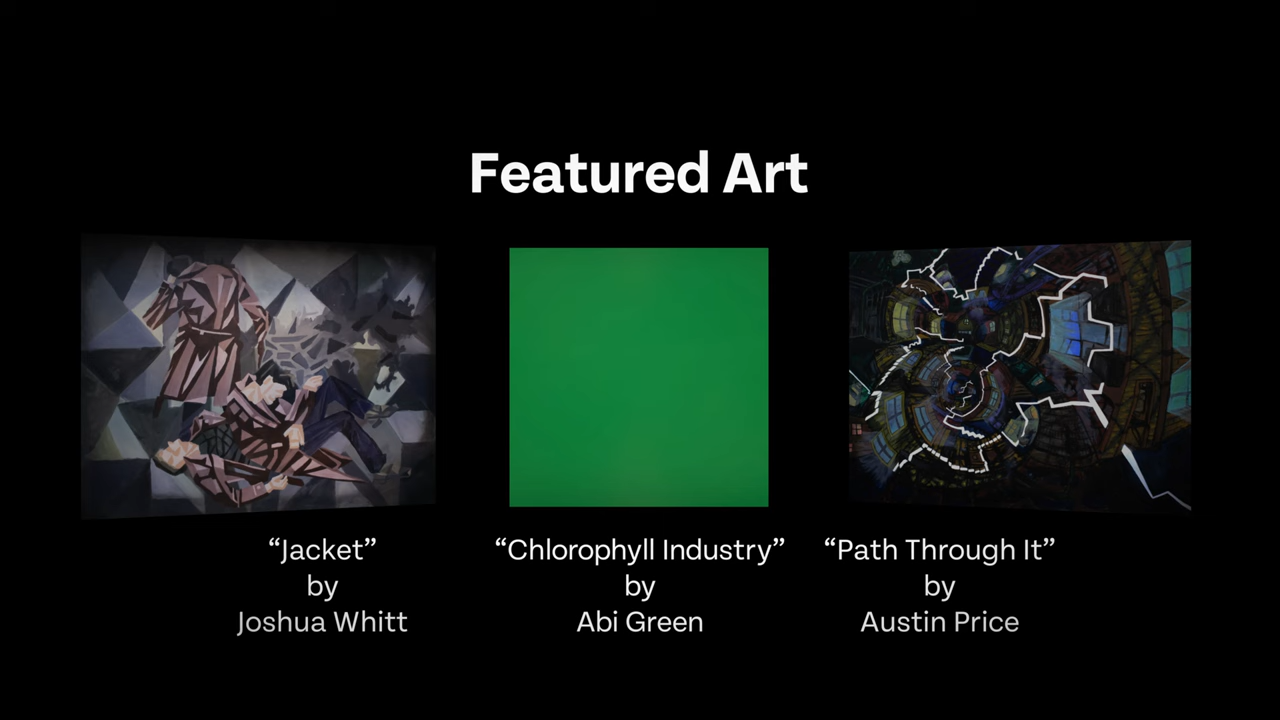 Featured Art
“Jacket”
by
Joshua Whitt
“Chlorophyll Industry”
by
Abi Green
“Path Through It”
by
Austin Price